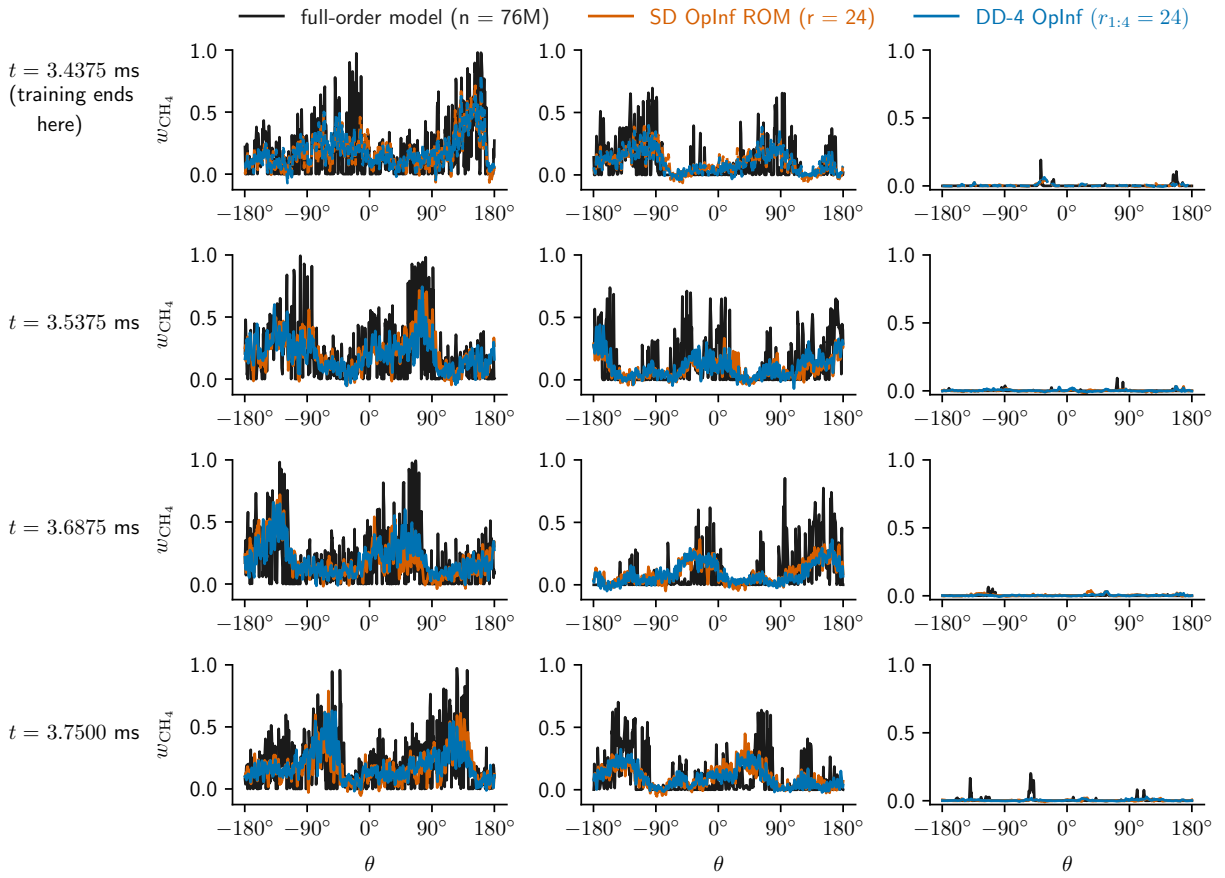 full-order model (n = 76M) SD OpInf ROM (r = 24) DD-4 OpInf (r₁:₄ = 24)
t = 3.4375 ms
(training ends
here)
w_CH₄
1.0 0.5 0.0
−180° −90° 0° 90° 180°
1.0 0.5 0.0
−180° −90° 0° 90° 180°
1.0 0.5 0.0
−180° −90° 0° 90° 180°
t = 3.5375 ms
w_CH₄
1.0 0.5 0.0
−180° −90° 0° 90° 180°
1.0 0.5 0.0
−180° −90° 0° 90° 180°
1.0 0.5 0.0
−180° −90° 0° 90° 180°
t = 3.6875 ms
w_CH₄
1.0 0.5 0.0
−180° −90° 0° 90° 180°
1.0 0.5 0.0
−180° −90° 0° 90° 180°
1.0 0.5 0.0
−180° −90° 0° 90° 180°
t = 3.7500 ms
w_CH₄
1.0 0.5 0.0
−180° −90° 0° 90° 180°
1.0 0.5 0.0
−180° −90° 0° 90° 180°
1.0 0.5 0.0
−180° −90° 0° 90° 180°
θ θ θ